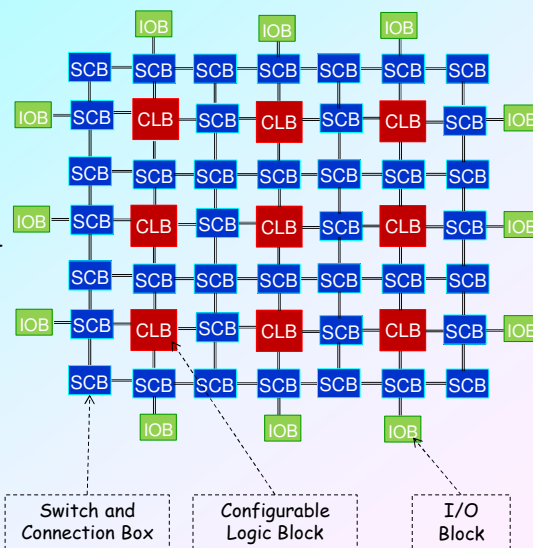 IOB IOB IOB
SCB SCB SCB SCB SCB SCB SCB
IOB SCB CLB SCB CLB SCB CLB SCB IOB
SCB SCB SCB SCB SCB SCB SCB
IOB SCB CLB SCB CLB SCB CLB SCB IOB
SCB SCB SCB SCB SCB SCB SCB
IOB SCB CLB SCB CLB SCB CLB SCB IOB
SCB SCB SCB SCB SCB SCB SCB
IOB IOB IOB
Switch and
Connection Box
Configurable
Logic Block
I/O
Block